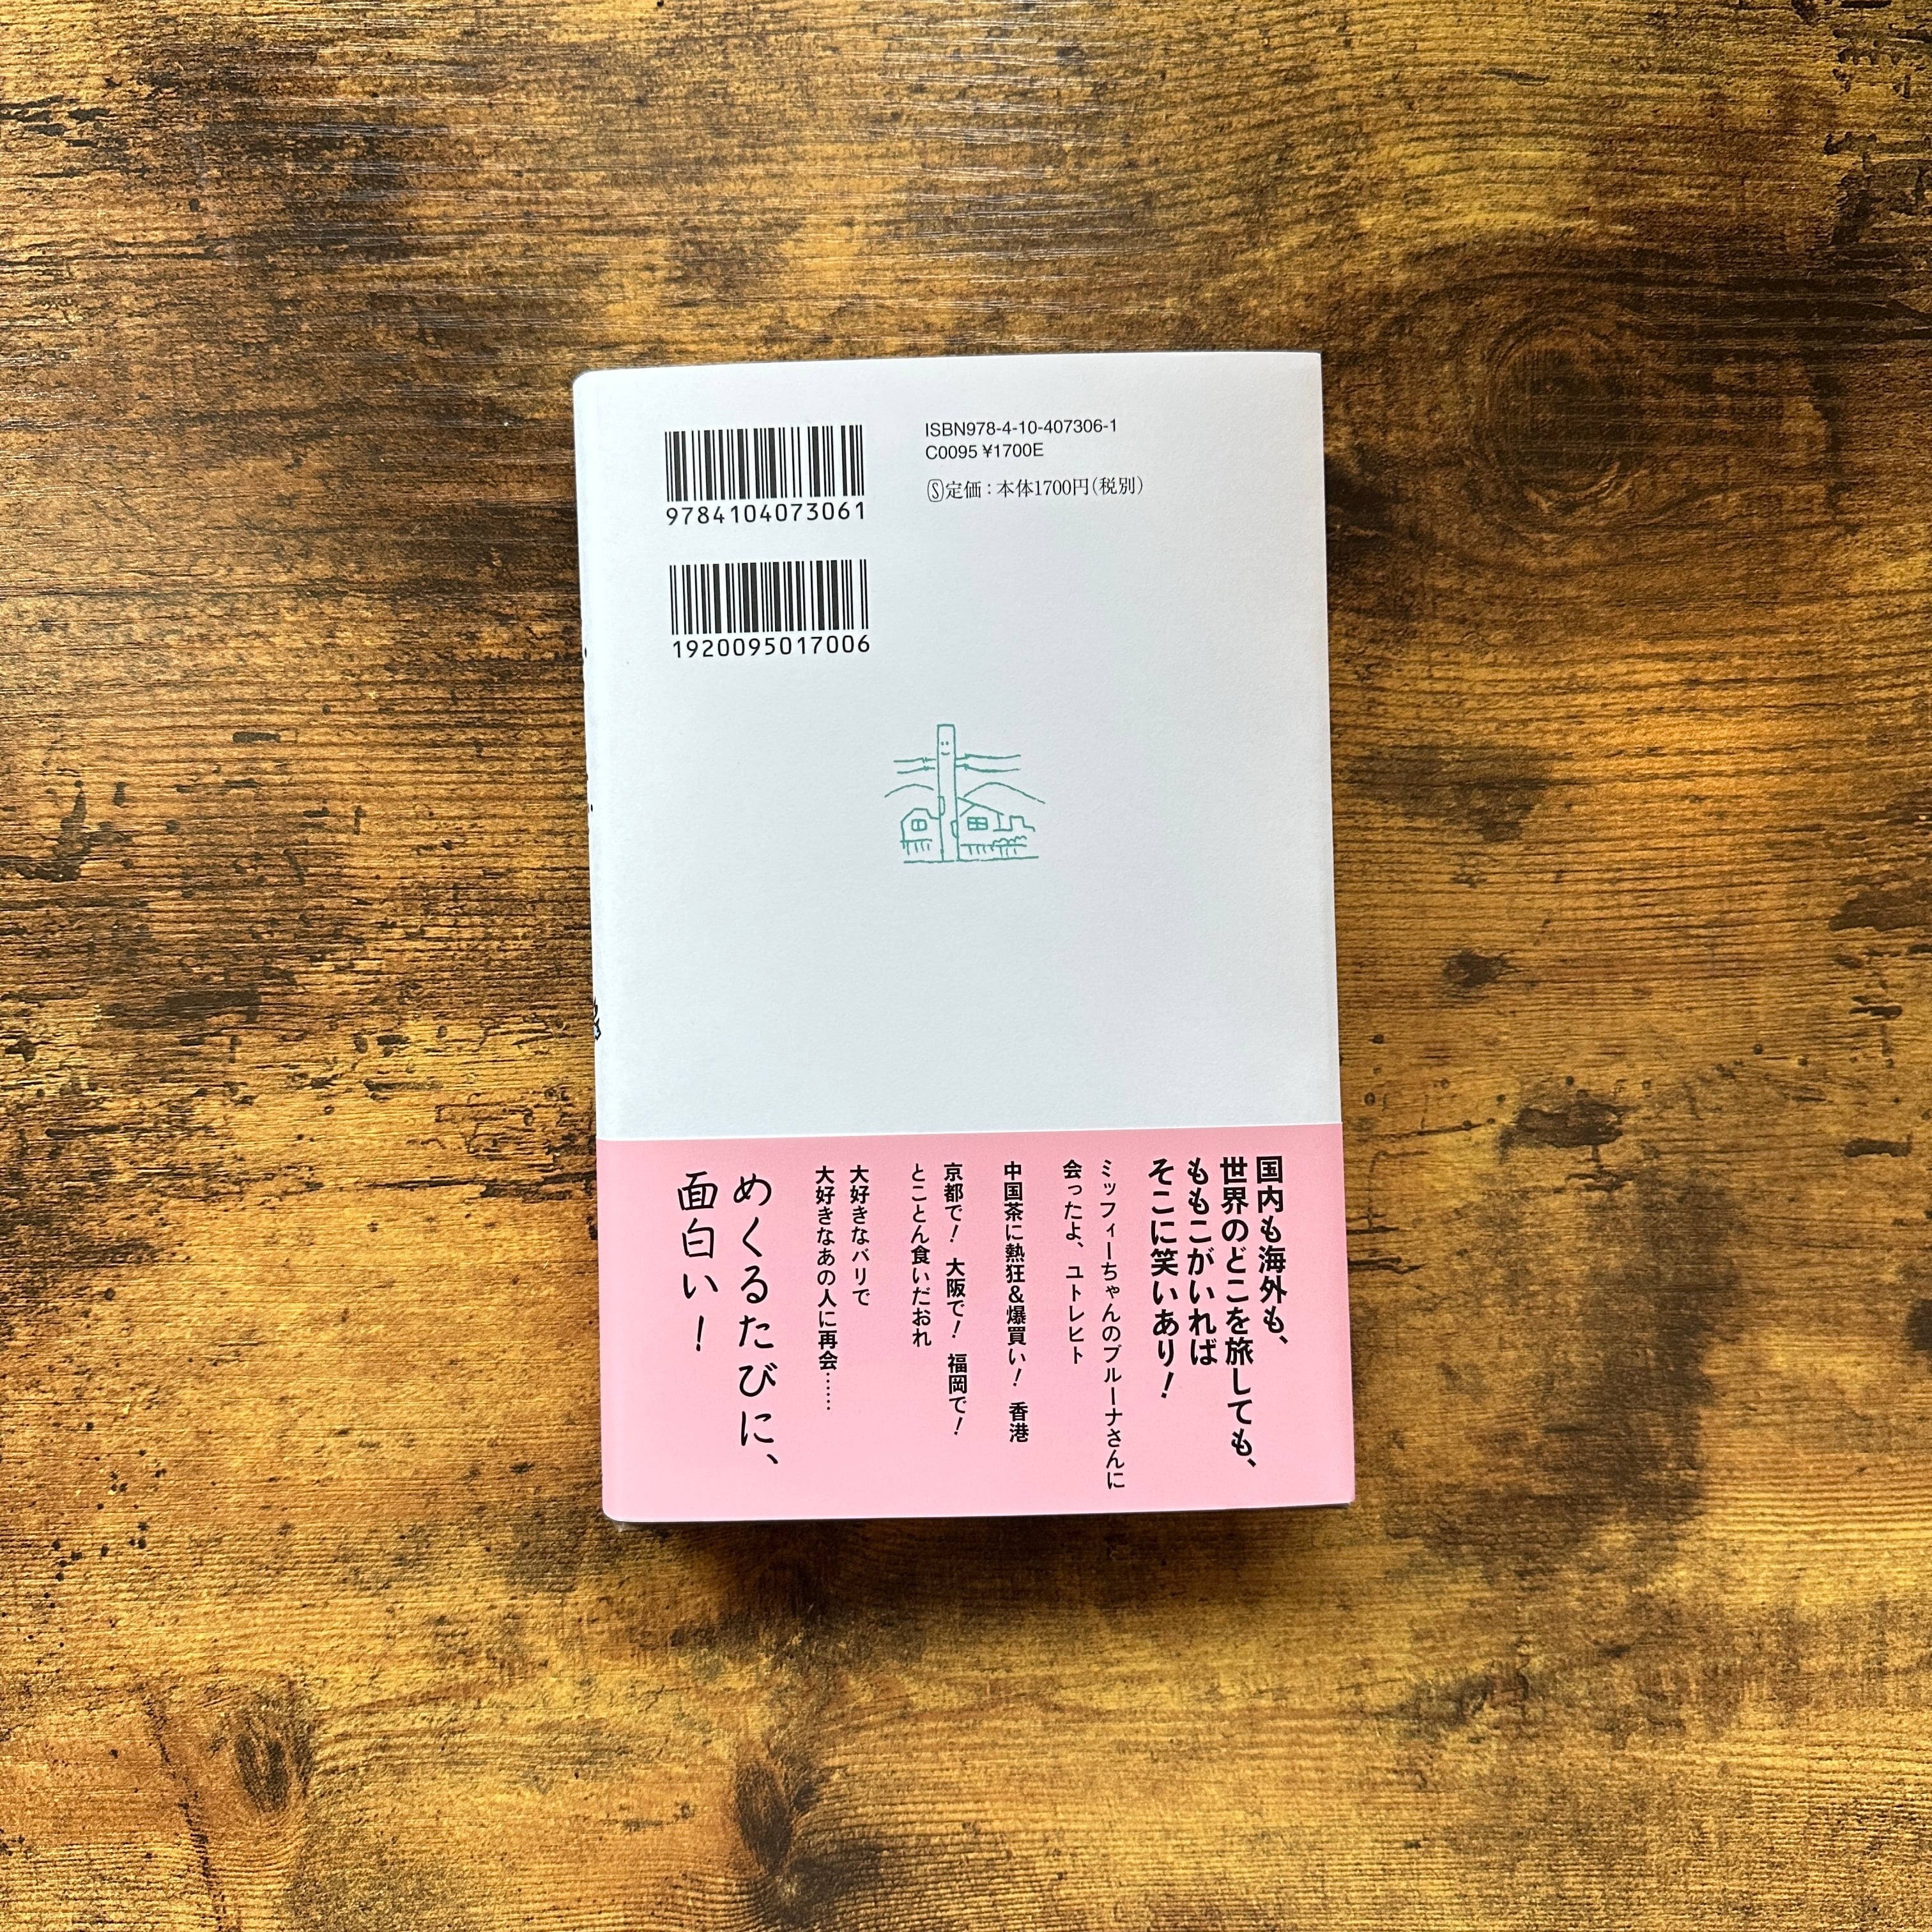 9784104073061
1920095017006
ISBN978-4-10-407306-1
C0095 ¥1700E
Ⓢ定価：本体1700円（税別）
国内も海外も、
世界のどこを旅しても、
ももこがいれば
そこに笑いあり！
ミッフィーちゃんのブルーナさんに
会ったよ、ユトレヒト
中国茶に熱狂＆爆買い！　香港
京都で！　大阪で！　福岡で！
とことん食いだおれ
大好きなバリで
大好きなあの人に再会……
めくるたびに、
面白い！